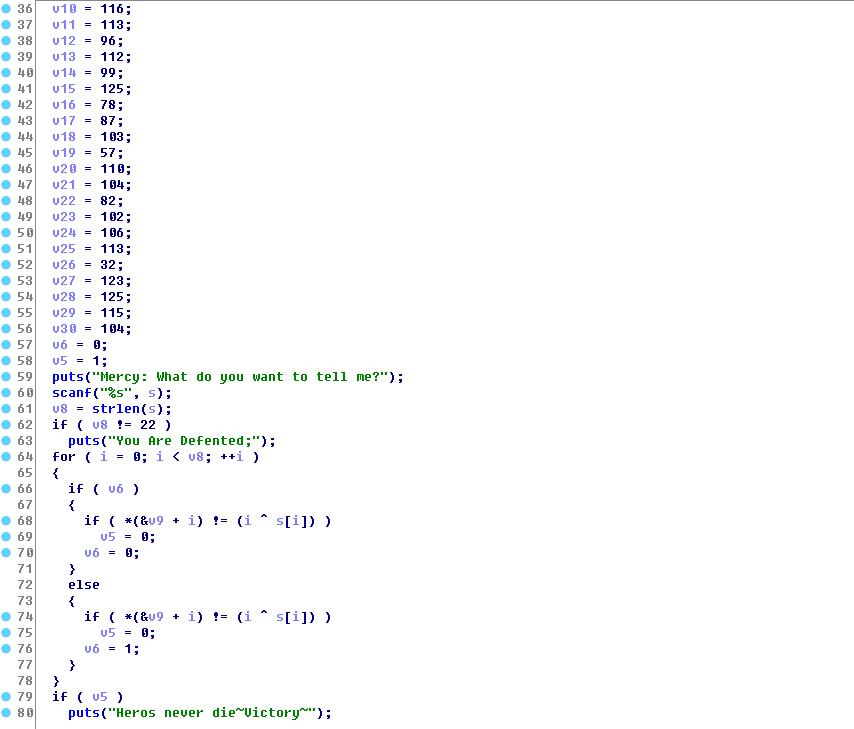 36 v10 = 116;
37 v11 = 113;
38 v12 = 96;
39 v13 = 112;
40 v14 = 99;
41 v15 = 125;
42 v16 = 78;
43 v17 = 87;
44 v18 = 103;
45 v19 = 57;
46 v20 = 110;
47 v21 = 104;
48 v22 = 82;
49 v23 = 102;
50 v24 = 106;
51 v25 = 113;
52 v26 = 32;
53 v27 = 123;
54 v28 = 125;
55 v29 = 115;
56 v30 = 104;
57 v6 = 0;
58 v5 = 1;
59 puts("Mercy: What do you want to tell me?");
60 scanf("%s", s);
61 v8 = strlen(s);
62 if ( v8 != 22 )
63 puts("You Are Defented;");
64 for ( i = 0; i < v8; ++i )
65 {
66 if ( v6 )
67 {
68 if ( *(&v9 + i) != (i ^ s[i]) )
69 v5 = 0;
70 v6 = 0;
71 }
72 else
73 {
74 if ( *(&v9 + i) != (i ^ s[i]) )
75 v5 = 0;
76 v6 = 1;
77 }
78 }
79 if ( v5 )
80 puts("Heros never die~Victory~");